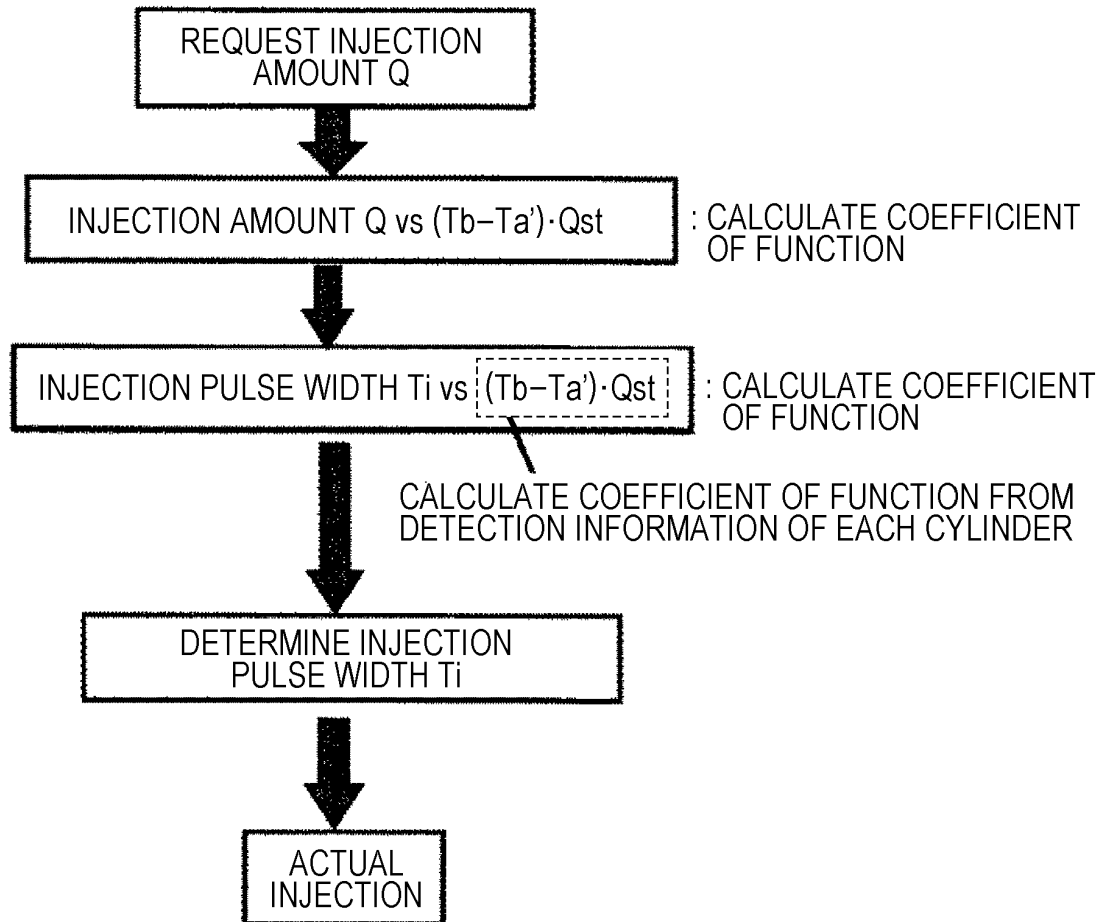 REQUEST INJECTION
AMOUNT Q
INJECTION AMOUNT Q vs (Tb–Ta')·Qst
: CALCULATE COEFFICIENT
OF FUNCTION
INJECTION PULSE WIDTH Ti vs (Tb–Ta')·Qst
: CALCULATE COEFFICIENT
OF FUNCTION
CALCULATE COEFFICIENT OF FUNCTION FROM
DETECTION INFORMATION OF EACH CYLINDER
DETERMINE INJECTION
PULSE WIDTH Ti
ACTUAL
INJECTION